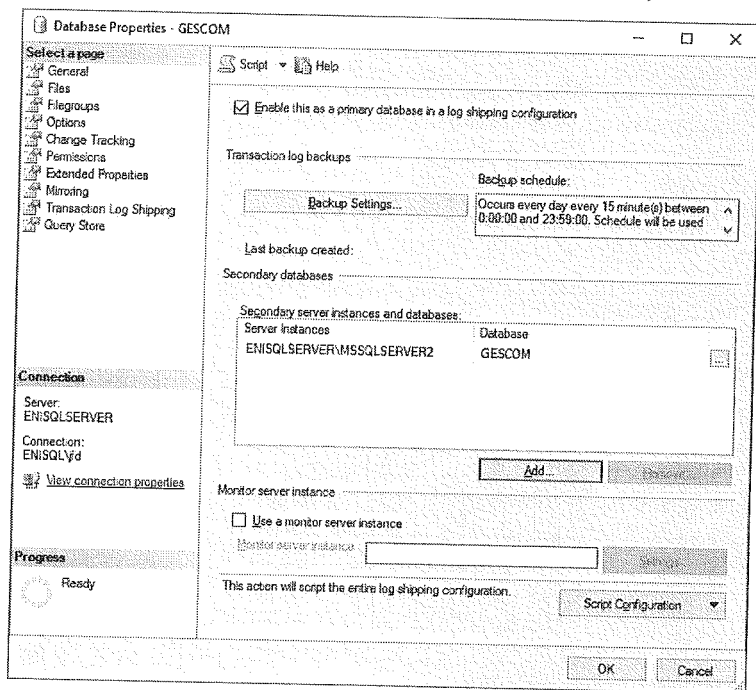 Database Properties - GESCOM
Select a page
General
Files
Filegroups
Options
Change Tracking
Permissions
Extended Properties
Mirroring
Transaction Log Shipping
Query Store
Connection
Server:
ENISQLSERVER
Connection:
ENISQL\fd
View connection properties
Progress
Ready
Script
Help
Enable this as a primary database in a log shipping configuration
Transaction log backups
Backup Settings...
Backup schedule:
Occurs every day every 15 minute(s) between
0:00:00 and 23:59:00. Schedule will be used
Last backup created:
Secondary databases
Secondary server instances and databases:
Server Instances Database
ENISQLSERVER\MSSQLSERVER2 GESCOM
...
Add...
Monitor server instance
Use a monitor server instance
Monitor server instance
This action will script the entire log shipping configuration.
Script Configuration
OK
Cancel